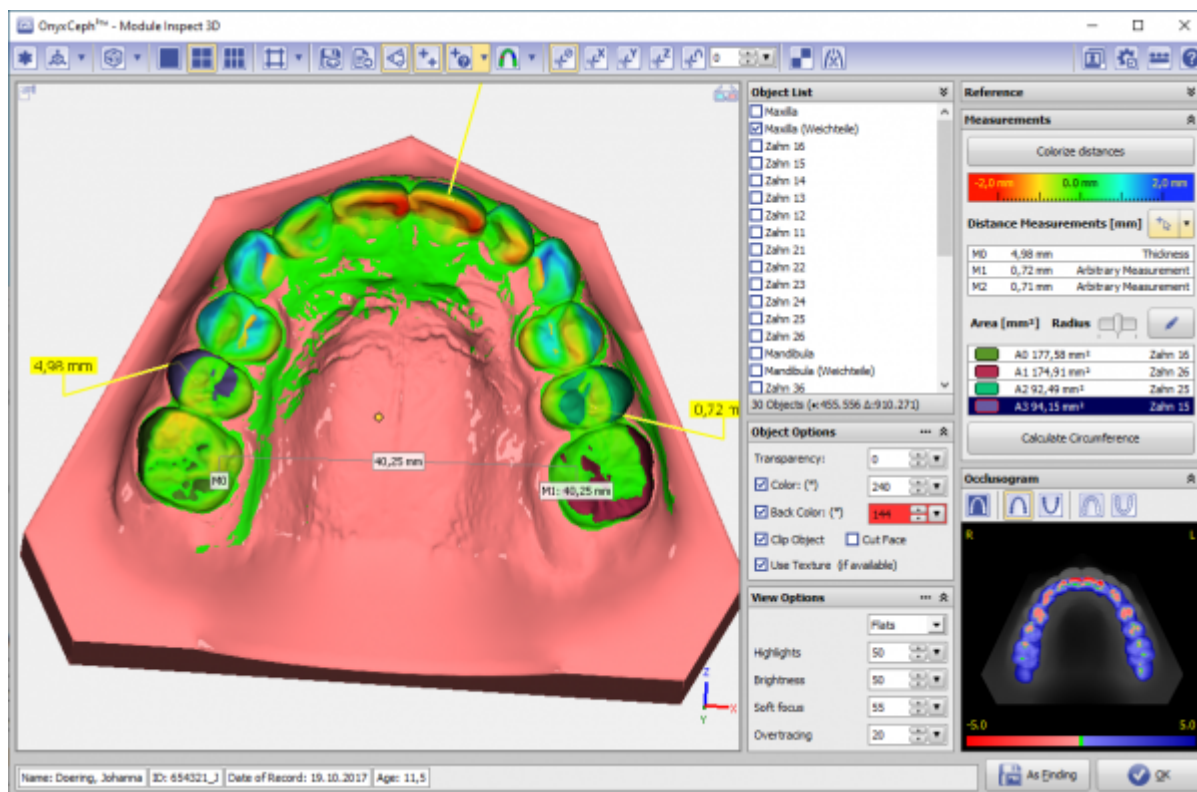 OnyxCeph³ᵀᴹ - Module Inspect 3D
0
4,98 mm
0,72 m
40,25 mm
M0
M1: 40,25 mm
Z
Y
X
Object List
Maxilla
Maxilla (Weichteile)
Zahn 16
Zahn 15
Zahn 14
Zahn 13
Zahn 12
Zahn 11
Zahn 21
Zahn 22
Zahn 23
Zahn 24
Zahn 25
Zahn 26
Mandibula
Mandibula (Weichteile)
Zahn 36
30 Objects (•:455.556 Δ:910.271)
Object Options
Transparency: 0
Color: (*) 240
Back Color: (*) 144
Clip Object Cut Face
Use Texture (if available)
View Options
Flats
Highlights 50
Brightness 50
Soft focus 55
Overtracing 20
Reference
Measurements
Colorize distances
-2,0 mm 0.0 mm 2,0 mm
Distance Measurements [mm]
M0 4,98 mm Thickness
M1 0,72 mm Arbitrary Measurement
M2 0,71 mm Arbitrary Measurement
Area [mm²] Radius
A0 177,58 mm² Zahn 16
A1 174,91 mm² Zahn 26
A2 92,49 mm² Zahn 25
A3 94,15 mm² Zahn 15
Calculate Circumference
Occlusogram
R L
-5.0 5.0
Name: Doering, Johanna ID: 654321_J Date of Record: 19.10.2017 Age: 11,5
As Finding OK